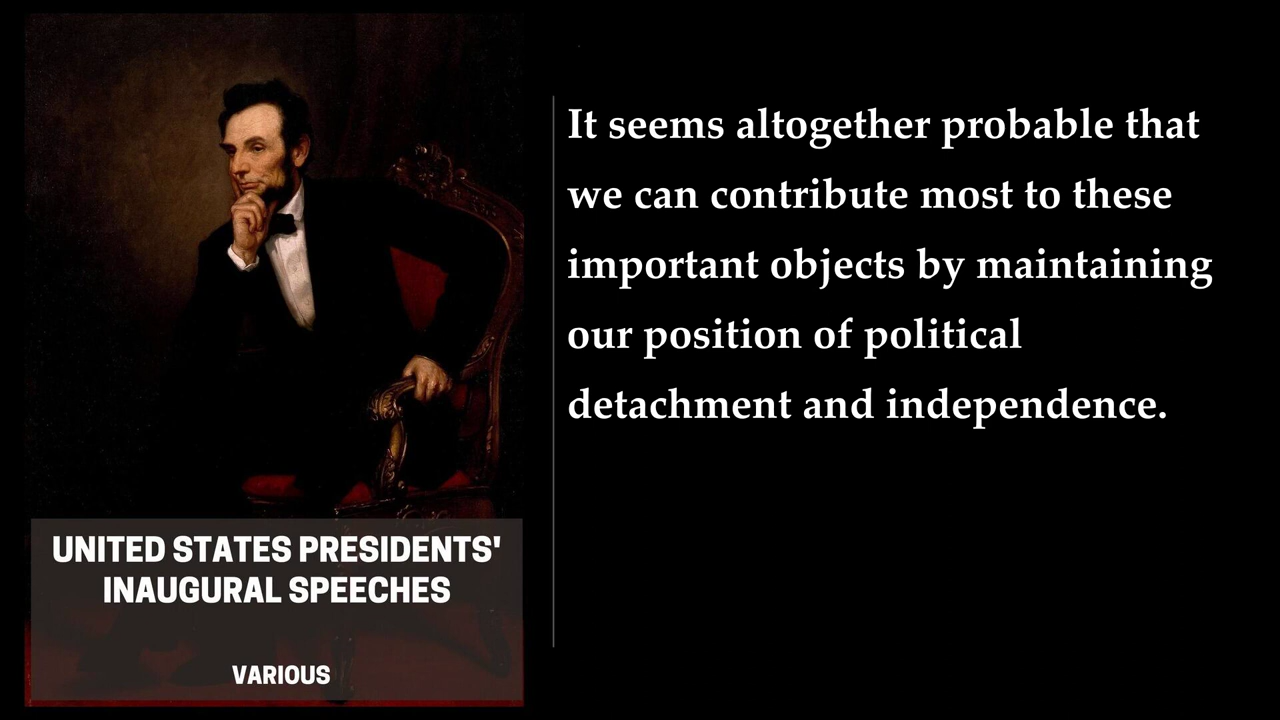 It seems altogether probable that
we can contribute most to these
important objects by maintaining
our position of political
detachment and independence.
UNITED STATES PRESIDENTS'
INAUGURAL SPEECHES
VARIOUS